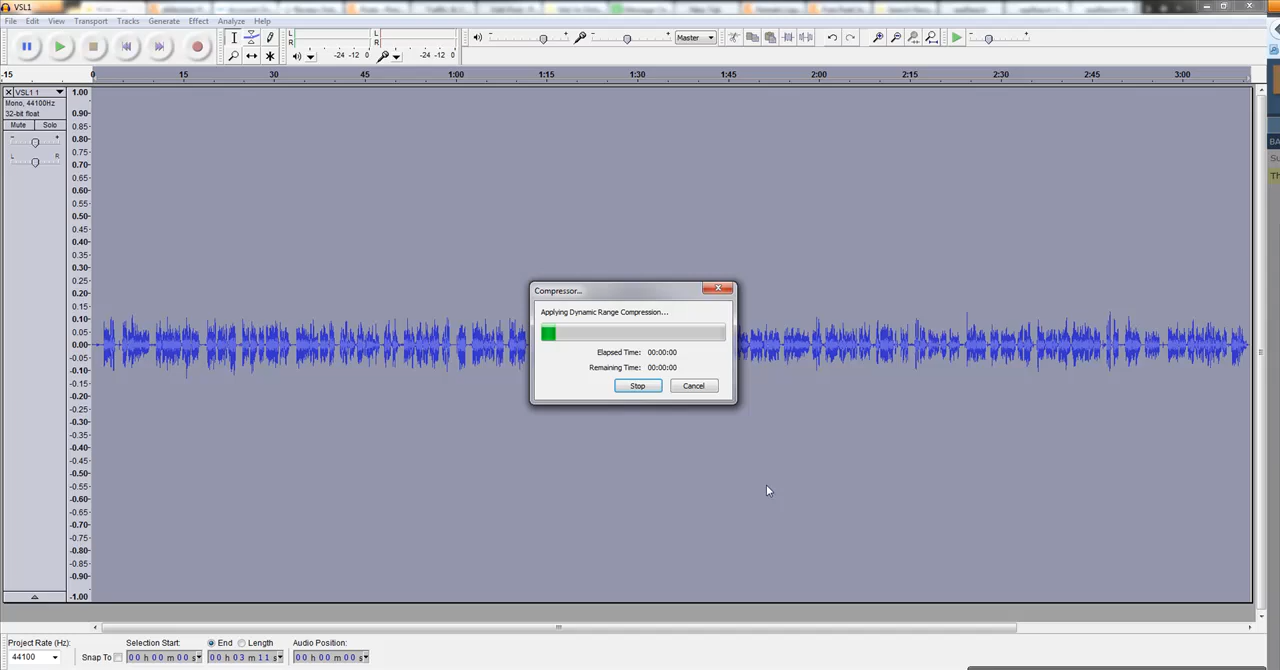 VSL1
File Edit View Transport Tracks Generate Effect Analyze Help
L
R
-24 -12 0
L
R
-24 -12 0
Master
-15 0 15 30 45 1:00 1:15 1:30 1:45 2:00 2:15 2:30 2:45 3:00
VSL1 1
Mono, 44100Hz
32-bit float
Mute Solo
- +
L R
1.00
0.90
0.85
0.80
0.75
0.70
0.65
0.60
0.55
0.50
0.45
0.40
0.35
0.30
0.25
0.20
0.15
0.10
0.05
0.00
-0.05
-0.10
-0.15
-0.20
-0.25
-0.30
-0.35
-0.40
-0.45
-0.50
-0.55
-0.60
-0.65
-0.70
-0.75
-0.80
-0.85
-0.90
-1.00
Compressor...
Applying Dynamic Range Compression...
Elapsed Time: 00:00:00
Remaining Time: 00:00:00
Stop Cancel
Project Rate (Hz):
44100
Snap To
Selection Start:
00 h 00 m 00 s
End Length
00 h 03 m 11 s
Audio Position:
00 h 00 m 00 s
BA
Su
Th